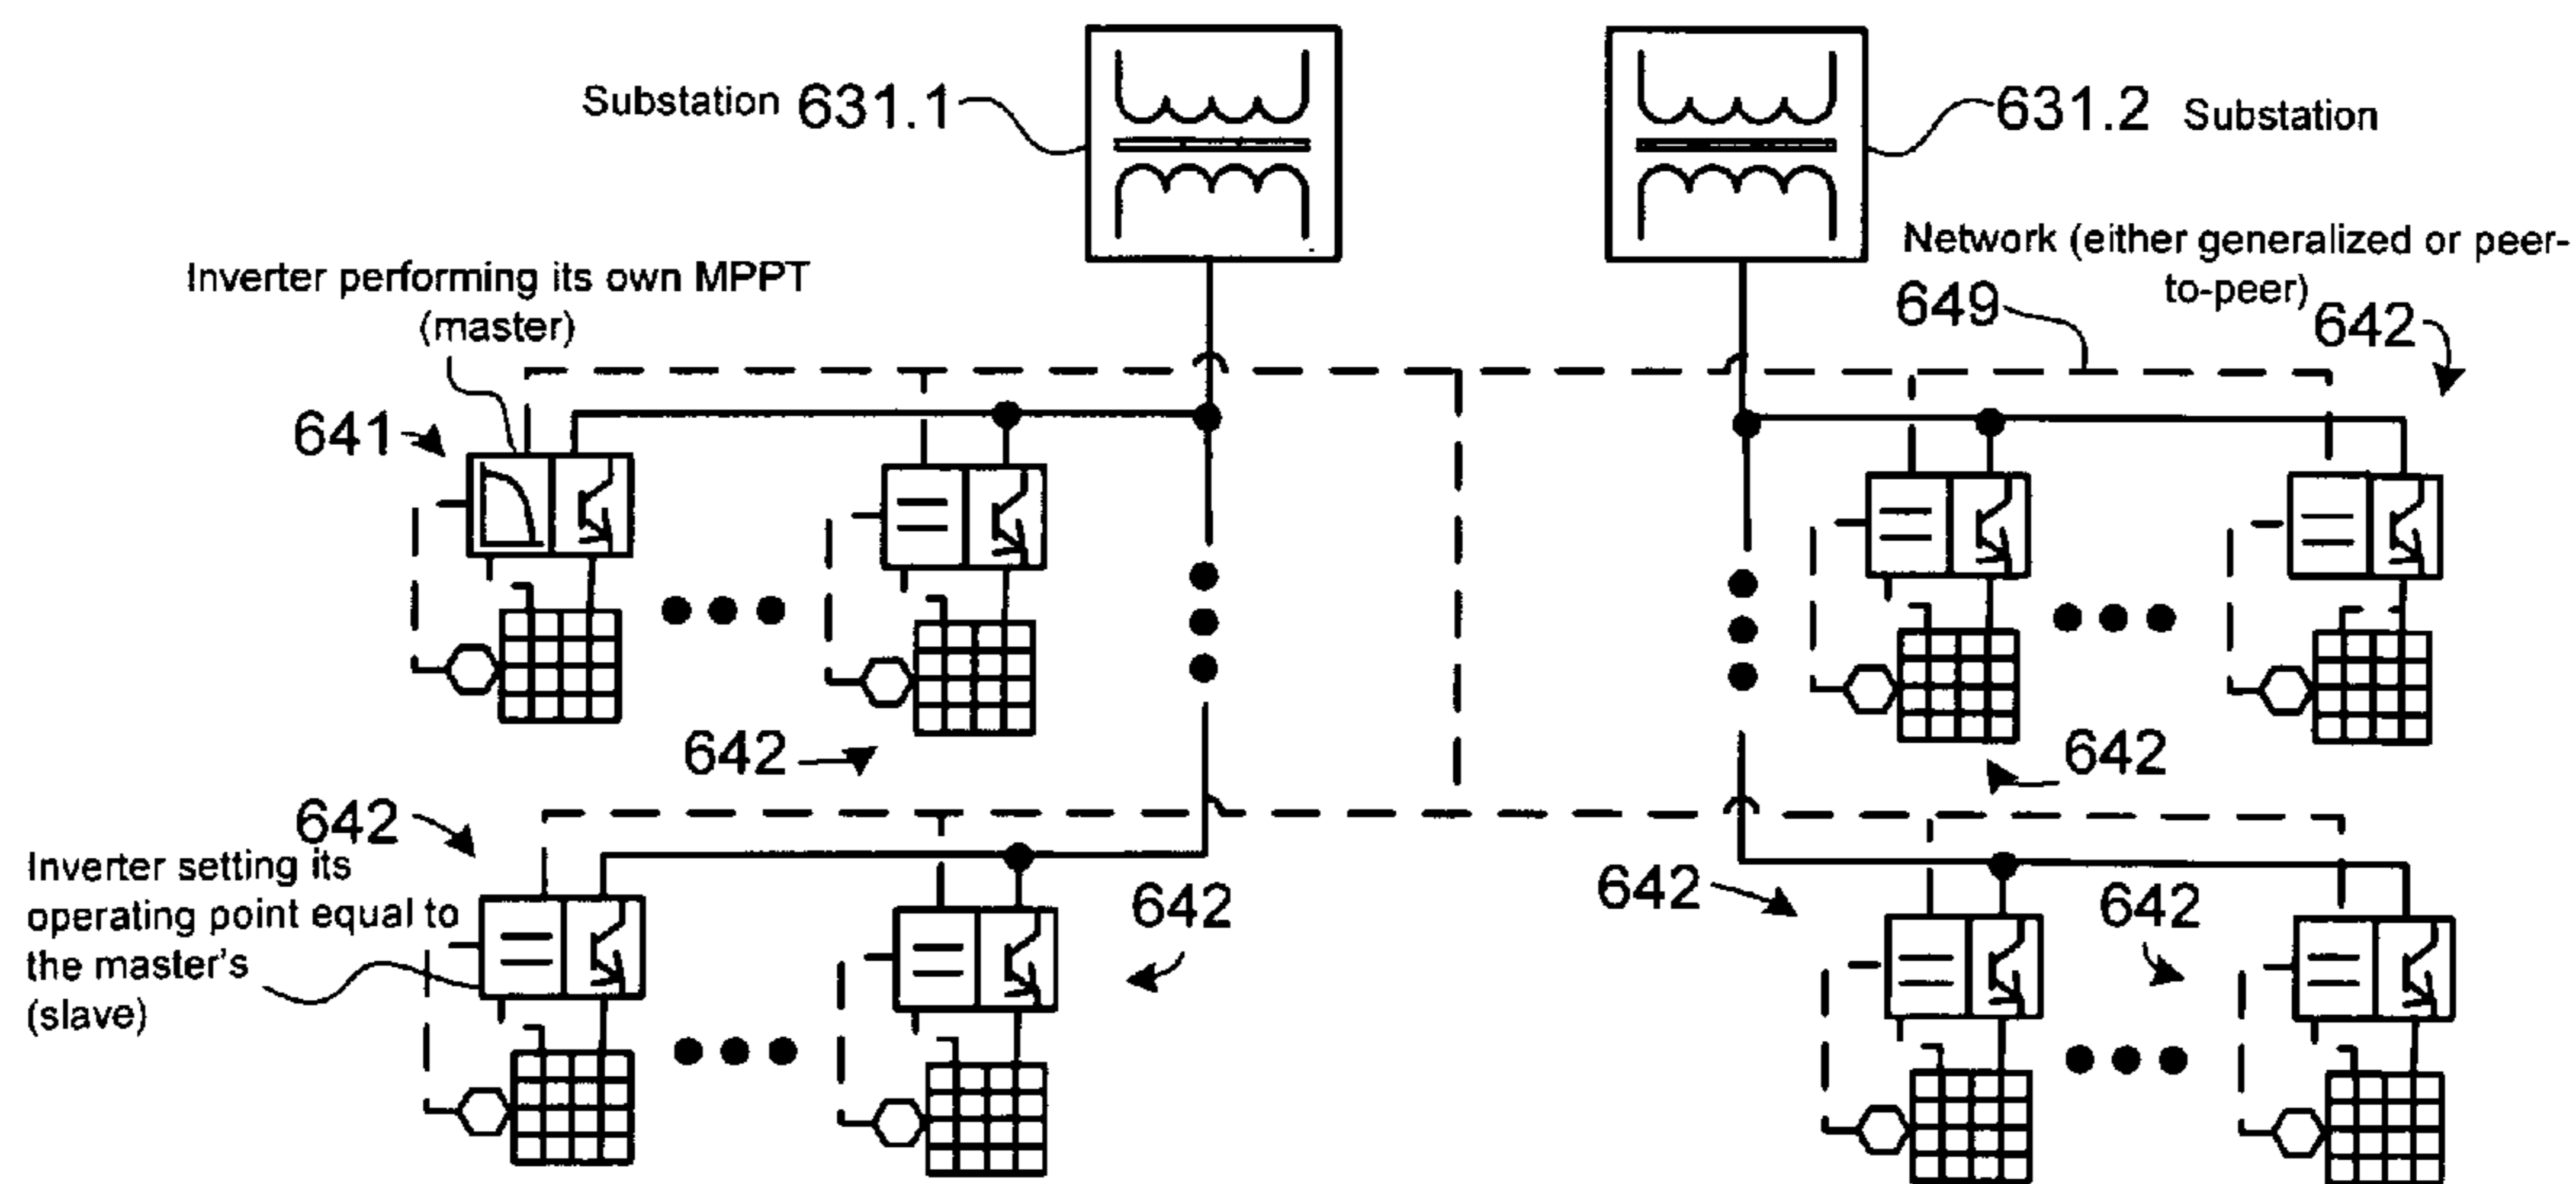 Substation 631.1
631.2 Substation
Network (either generalized or peer-
to-peer)
649
642
Inverter performing its own MPPT
(master)
641
642
642
642
Inverter setting its
operating point equal to
the master's
(slave)
642
642
642